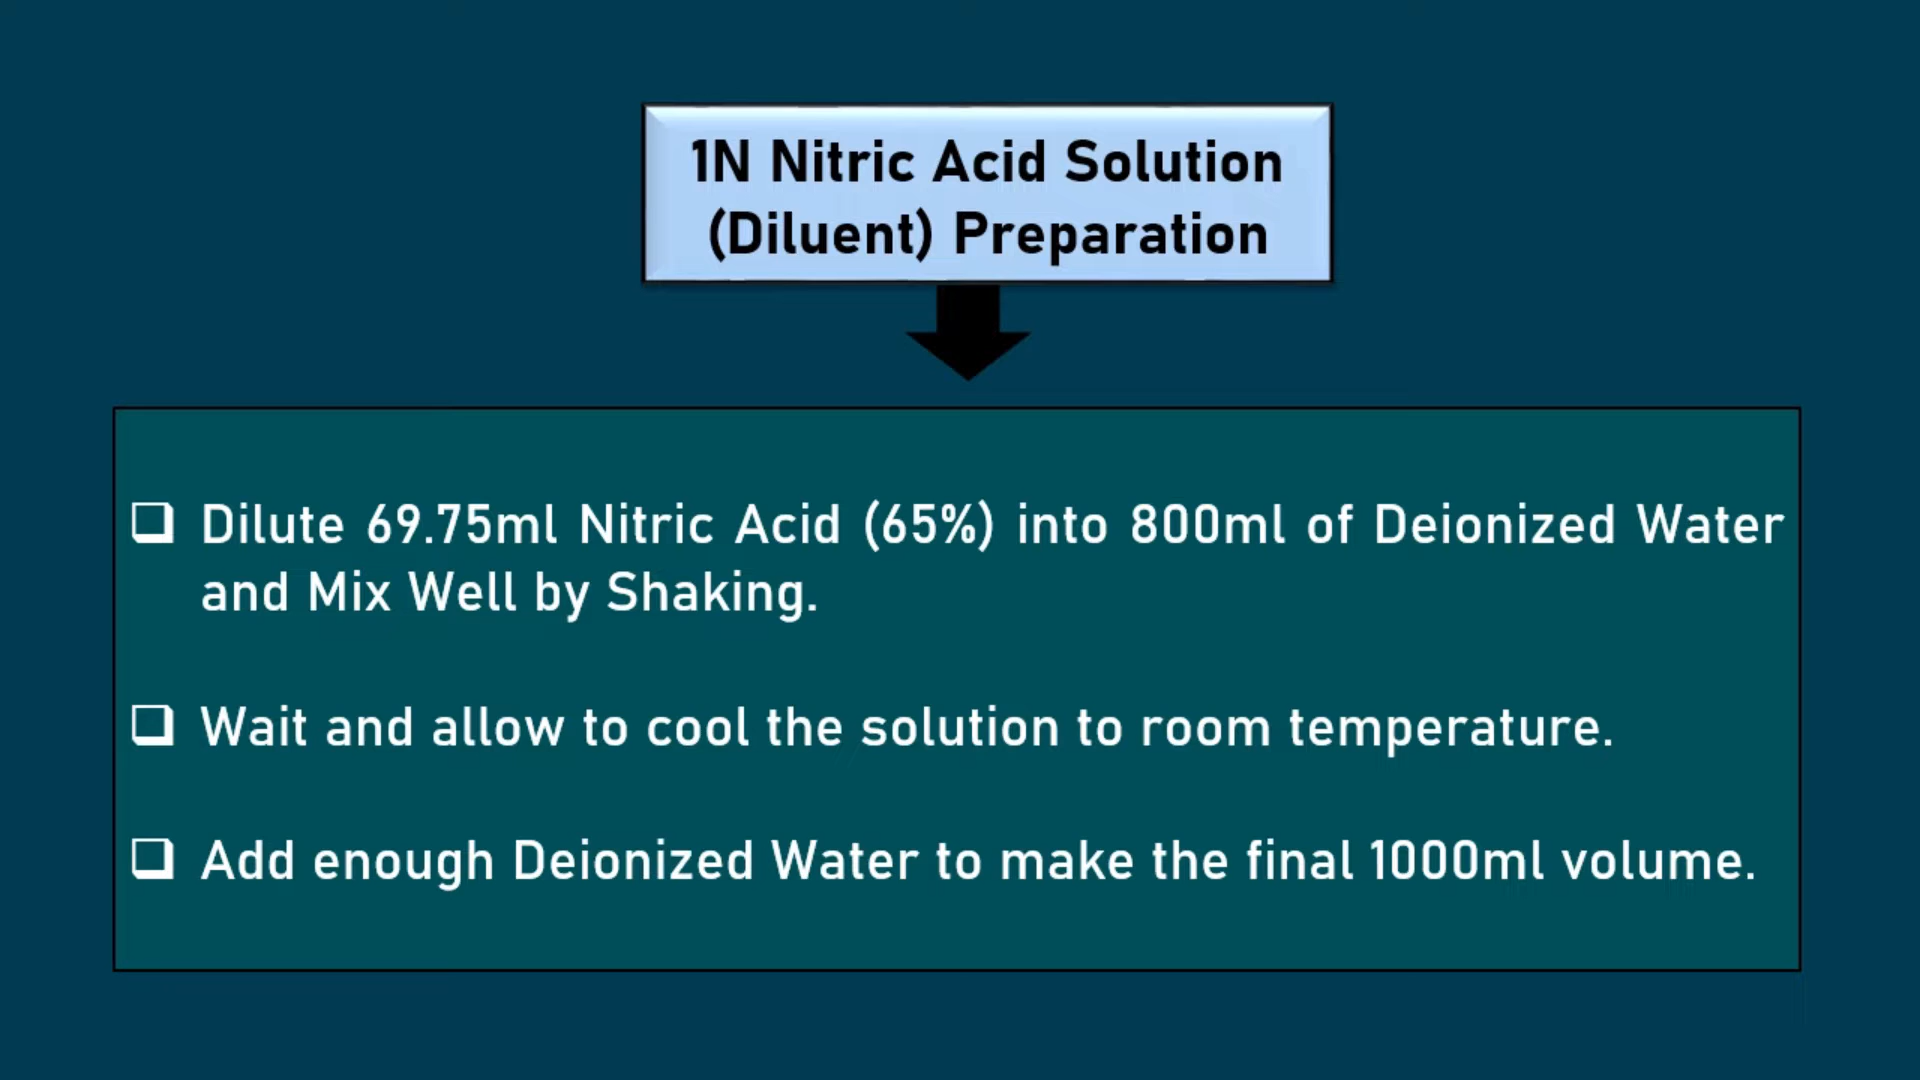 1N Nitric Acid Solution
(Diluent) Preparation
❑ Dilute 69.75ml Nitric Acid (65%) into 800ml of Deionized Water
and Mix Well by Shaking.
❑ Wait and allow to cool the solution to room temperature.
❑ Add enough Deionized Water to make the final 1000ml volume.